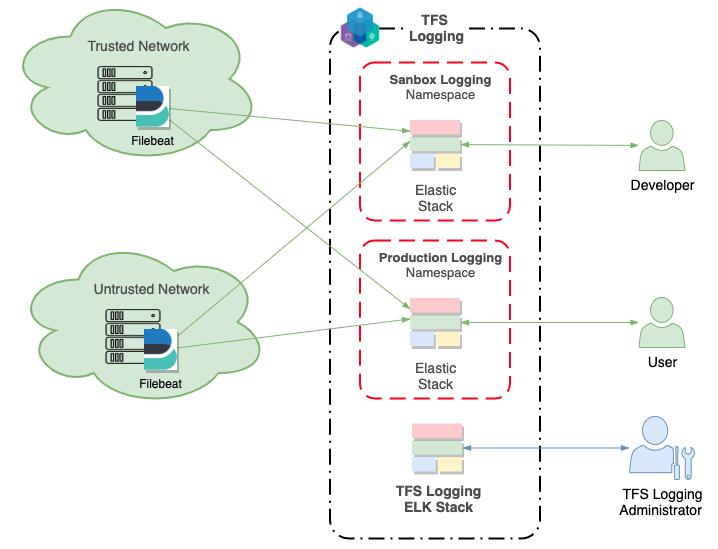 Trusted Network
Filebeat
Untrusted Network
Filebeat
TFS
Logging
Sanbox Logging
Namespace
Elastic
Stack
Production Logging
Namespace
Elastic
Stack
TFS Logging
ELK Stack
Developer
User
TFS Logging
Administrator